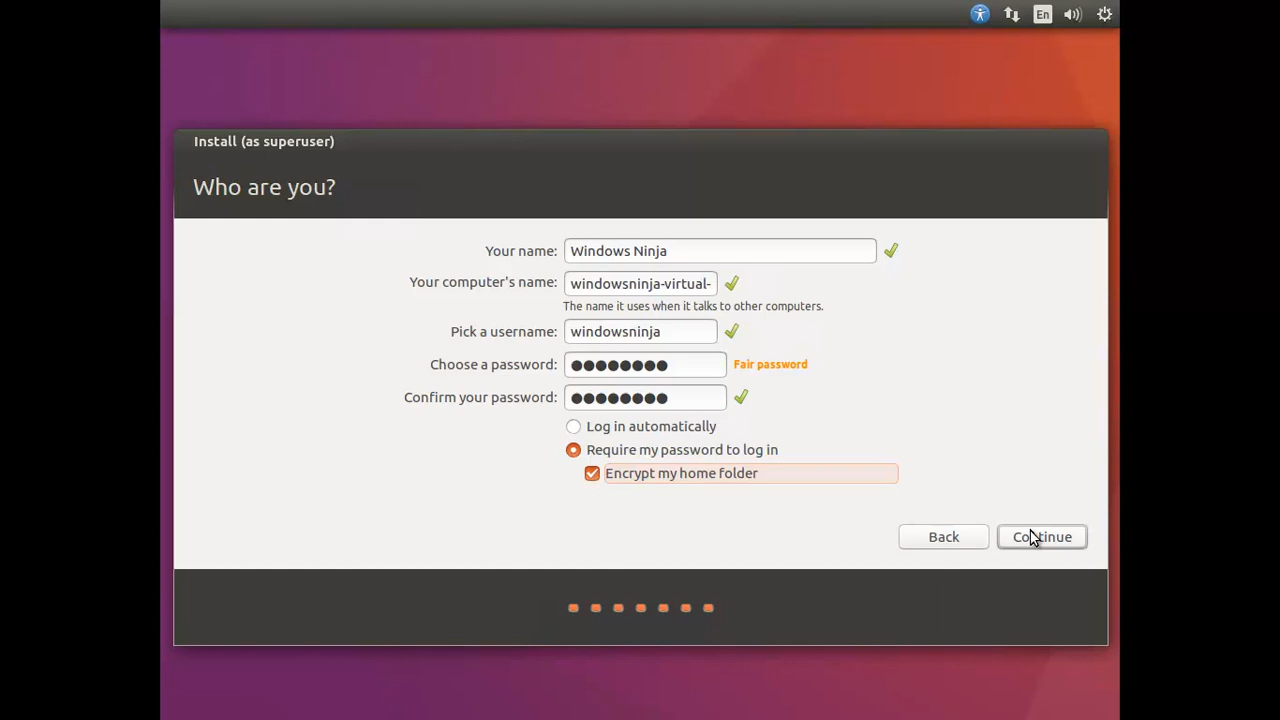 En
Install (as superuser)
Who are you?
Your name: Windows Ninja
Your computer's name: windowsninja-virtual-
The name it uses when it talks to other computers.
Pick a username: windowsninja
Choose a password: ●●●●●●●● Fair password
Confirm your password: ●●●●●●●●
Log in automatically
Require my password to log in
Encrypt my home folder
Back Continue